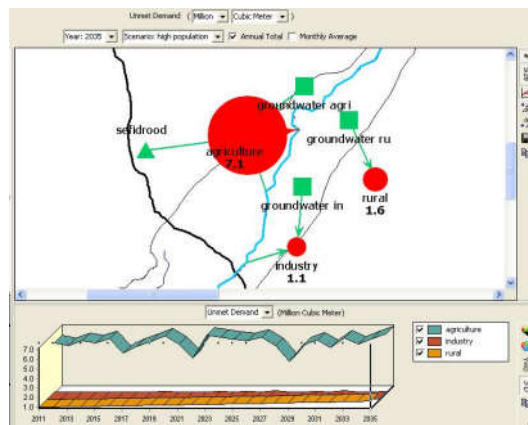 Unmet Demand ( Million Cubic Meter )
Year: 2035 Scenario: high population Annual Total Monthly Average
groundwater agri
sefidrood
groundwater ru
agriculture
7.1
rural
1.6
groundwater in
industry
1.1
Unmet Demand (Million Cubic Meter)
agriculture
industry
rural
7.0
6.0
5.0
4.0
3.0
2.0
1.0
2011 2013 2015 2017 2019 2021 2023 2025 2027 2029 2031 2033 2035